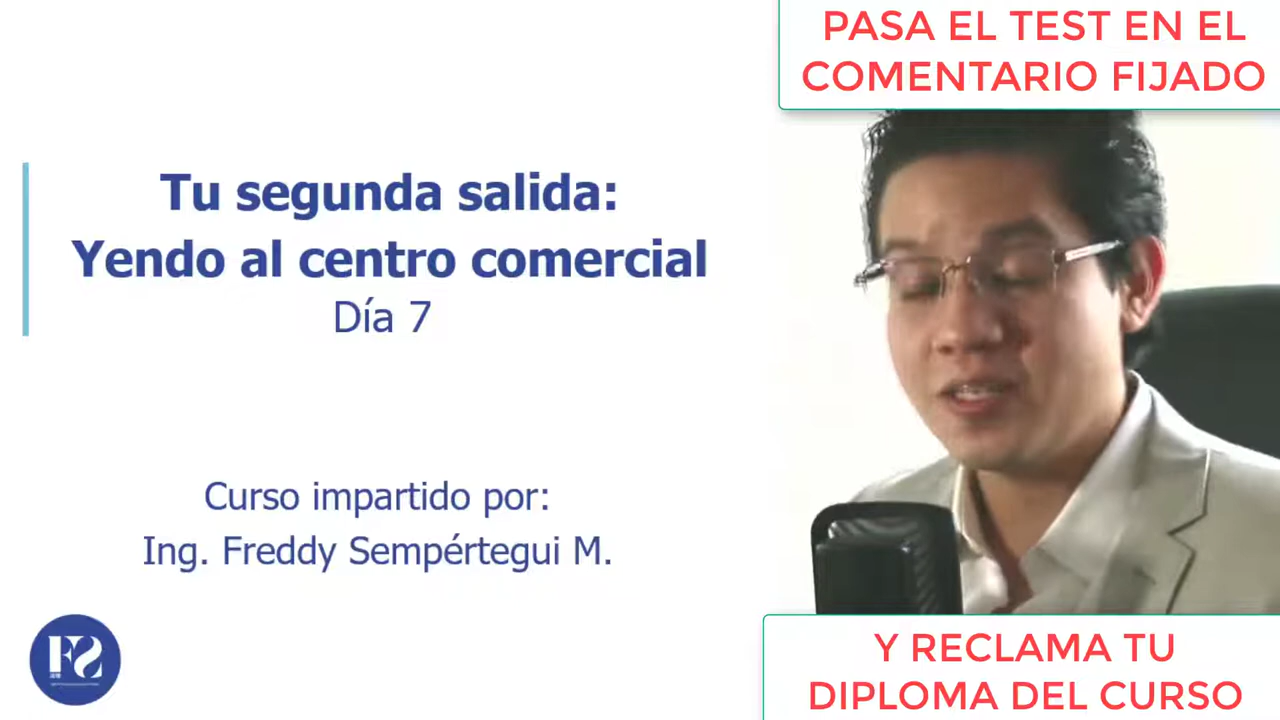 PASA EL TEST EN EL
COMENTARIO FIJADO
Tu segunda salida:
Yendo al centro comercial
Día 7
Curso impartido por:
Ing. Freddy Sempértegui M.
FS
Y RECLAMA TU
DIPLOMA DEL CURSO